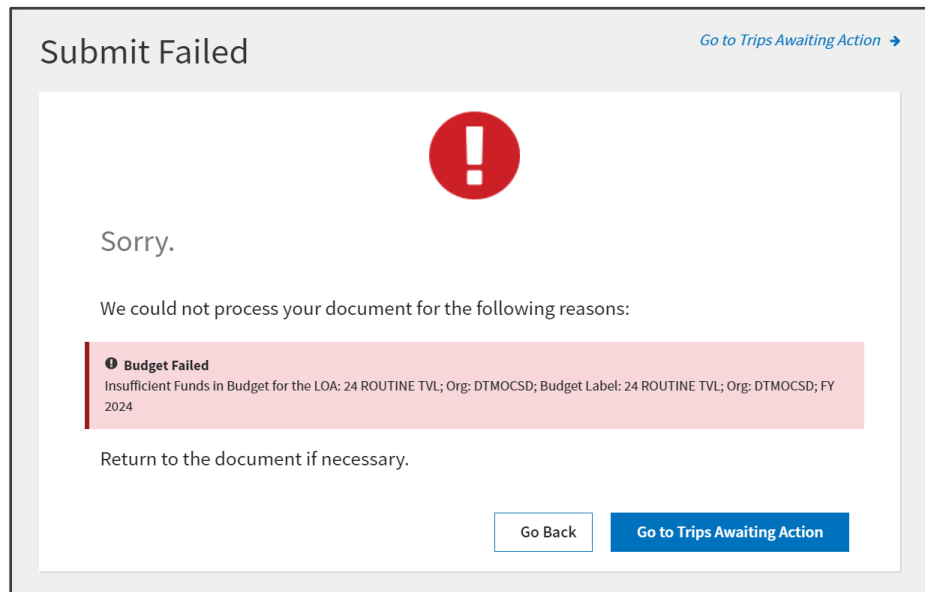 Submit Failed
Go to Trips Awaiting Action
Sorry.
We could not process your document for the following reasons:
Budget Failed
Insufficient Funds in Budget for the LOA: 24 ROUTINE TVL; Org: DTMOCSD; Budget Label: 24 ROUTINE TVL; Org: DTMOCSD; FY
2024
Return to the document if necessary.
Go Back
Go to Trips Awaiting Action